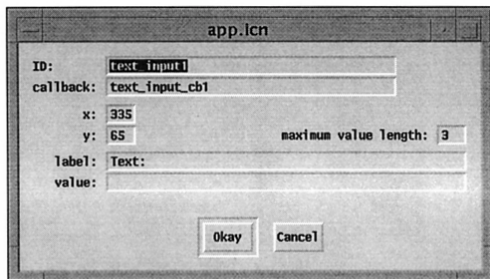 app.icn
ID: text_input1
callback: text_input_cb1
x: 335
y: 65 maximum value length: 3
label: Text:
value:
Okay Cancel